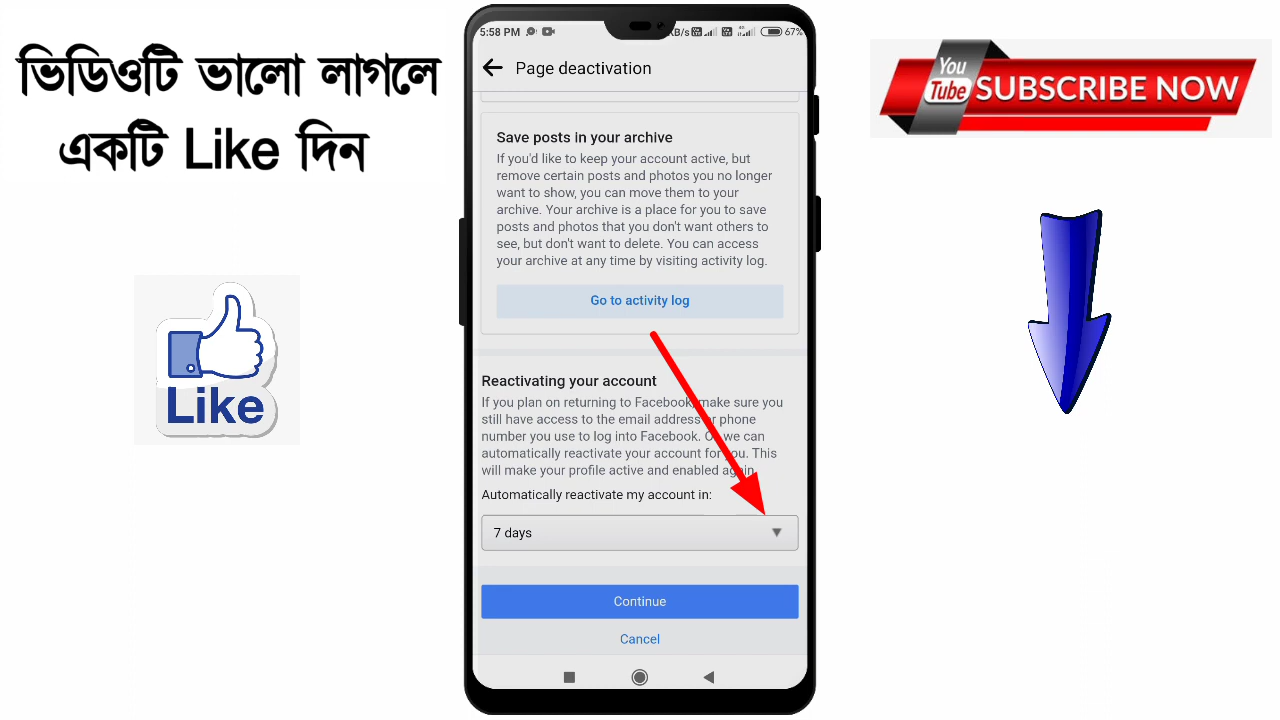 ভিডিওটি ভালো লাগলে
একটি Like দিন
Like
You
Tube
SUBSCRIBE NOW
5:58 PM
KB/s
67%
Page deactivation
Save posts in your archive
If you'd like to keep your account active, but
remove certain posts and photos you no longer
want to show, you can move them to your
archive. Your archive is a place for you to save
posts and photos that you don't want others to
see, but don't want to delete. You can access
your archive at any time by visiting activity log.
Go to activity log
Reactivating your account
If you plan on returning to Facebook, make sure you
still have access to the email address or phone
number you use to log into Facebook. Or we can
automatically reactivate your account for you. This
will make your profile active and enabled again.
Automatically reactivate my account in:
7 days
Continue
Cancel